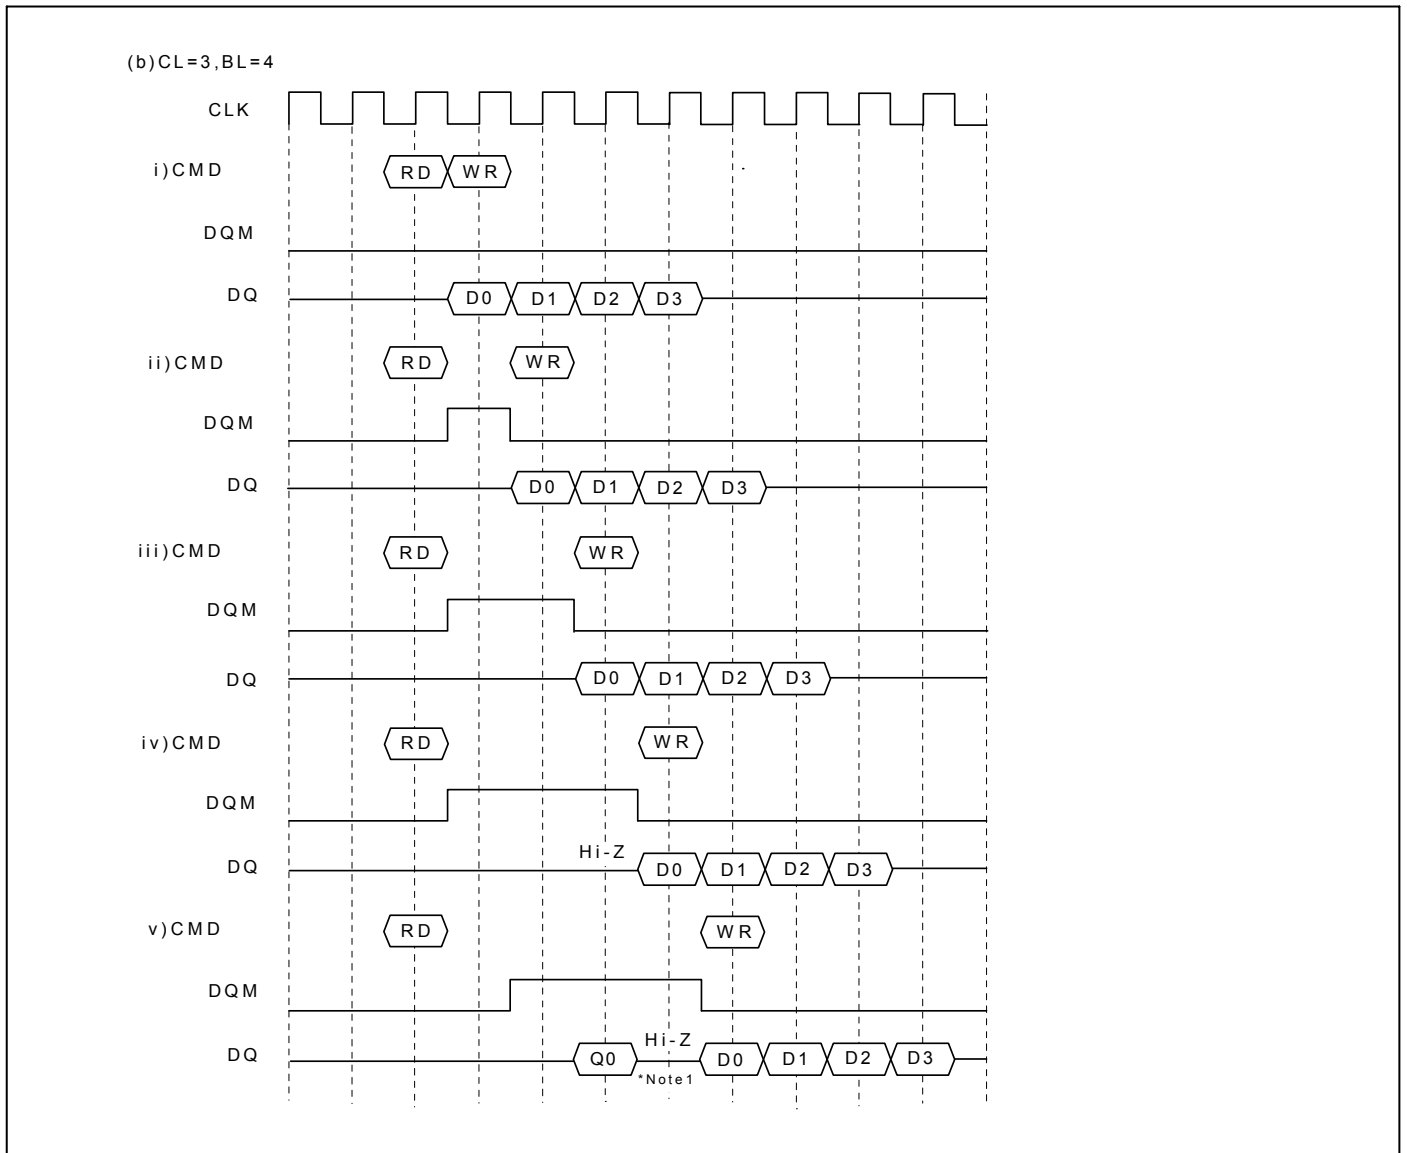 (b)CL=3,BL=4
CLK
i)CMD RD WR
DQM
DQ D0 D1 D2 D3
ii)CMD RD WR
DQM
DQ D0 D1 D2 D3
iii)CMD RD WR
DQM
DQ D0 D1 D2 D3
iv)CMD RD WR
DQM
Hi-Z
DQ D0 D1 D2 D3
v)CMD RD WR
DQM
Hi-Z
DQ Q0 D0 D1 D2 D3
*Note1